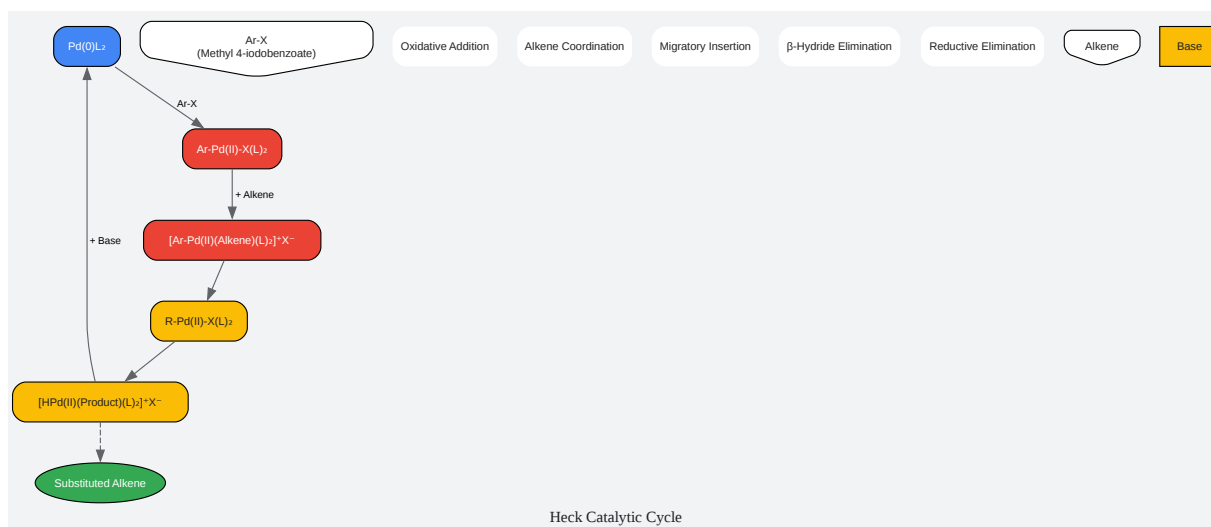 Pd(0)L₂
Ar-X
(Methyl 4-iodobenzoate)
Oxidative Addition
Alkene Coordination
Migratory Insertion
β-Hydride Elimination
Reductive Elimination
Alkene
Base
Ar-X
Ar-Pd(II)-X(L)₂
+ Alkene
+ Base
[Ar-Pd(II)(Alkene)(L)₂]⁺X⁻
R-Pd(II)-X(L)₂
[HPd(II)(Product)(L)₂]⁺X⁻
Substituted Alkene
Heck Catalytic Cycle